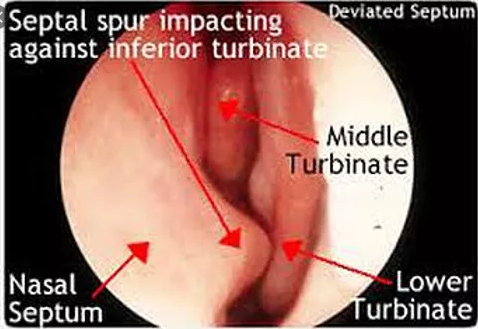 Deviated Septum
Septal spur impacting
against inferior turbinate
Middle
Turbinate
Nasal
Septum
Lower
Turbinate